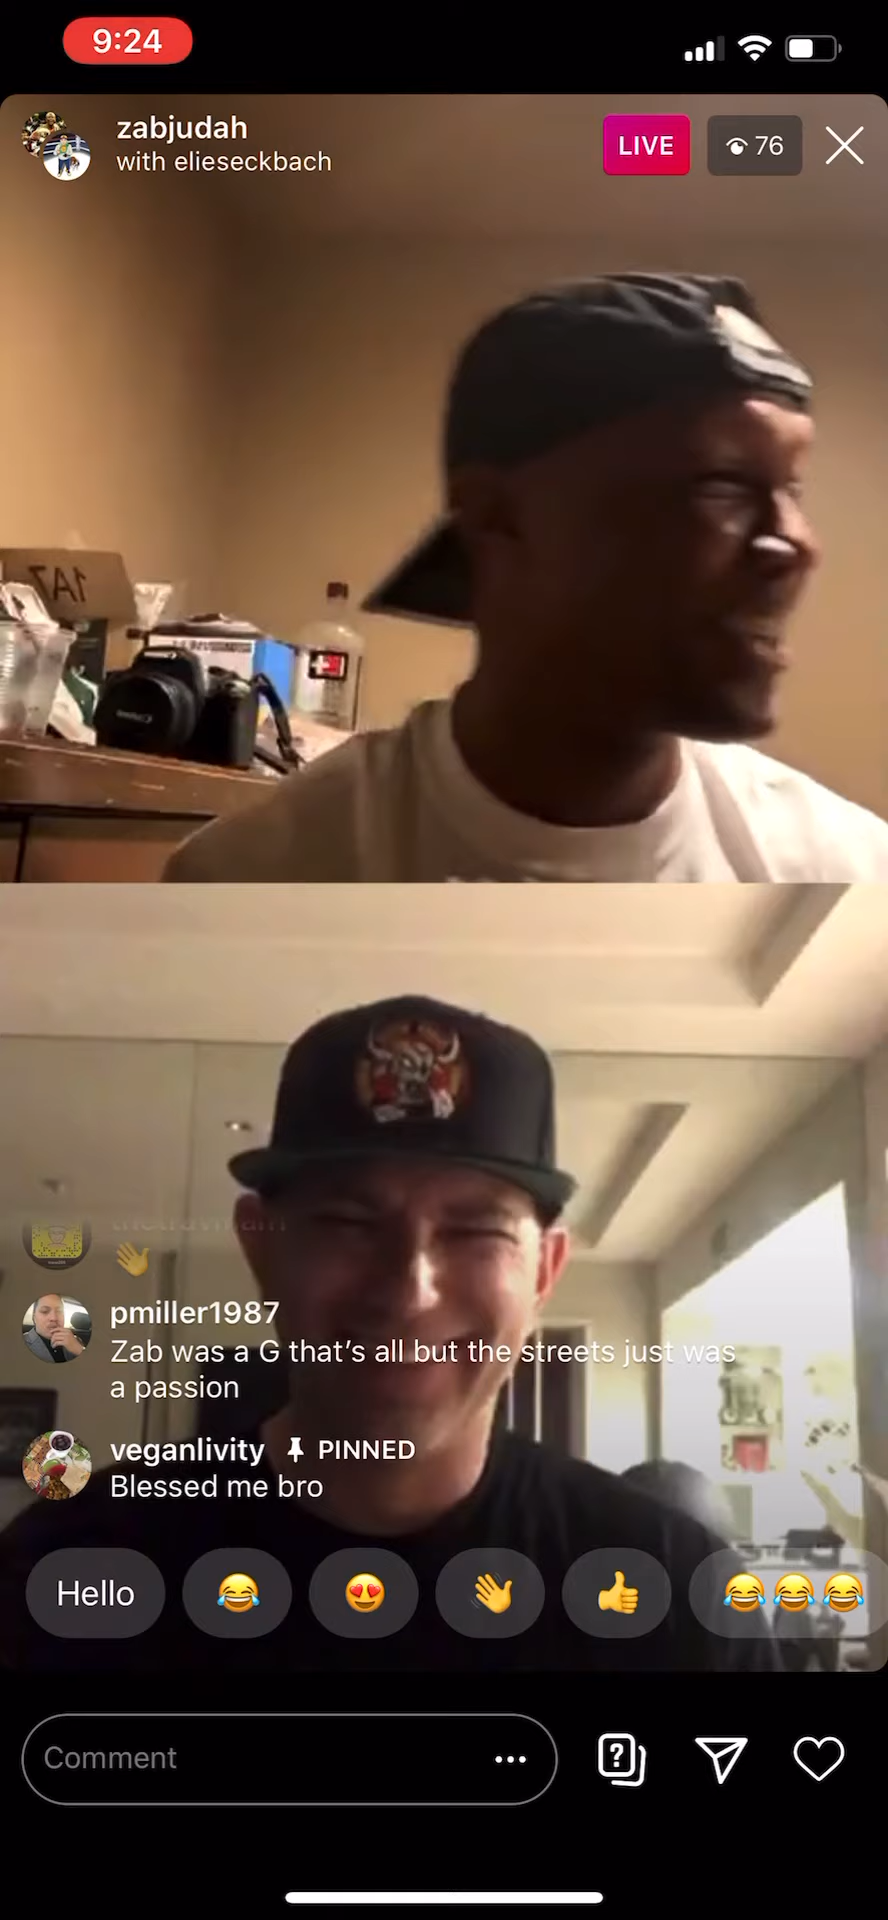 9:24
zabjudah
with elieseckbach
LIVE
76
1A7
👋
pmiller1987
Zab was a G that's all but the streets just was
a passion
veganlivity PINNED
Blessed me bro
Hello 😂 😍 👋 👍 😂😂😂
Comment